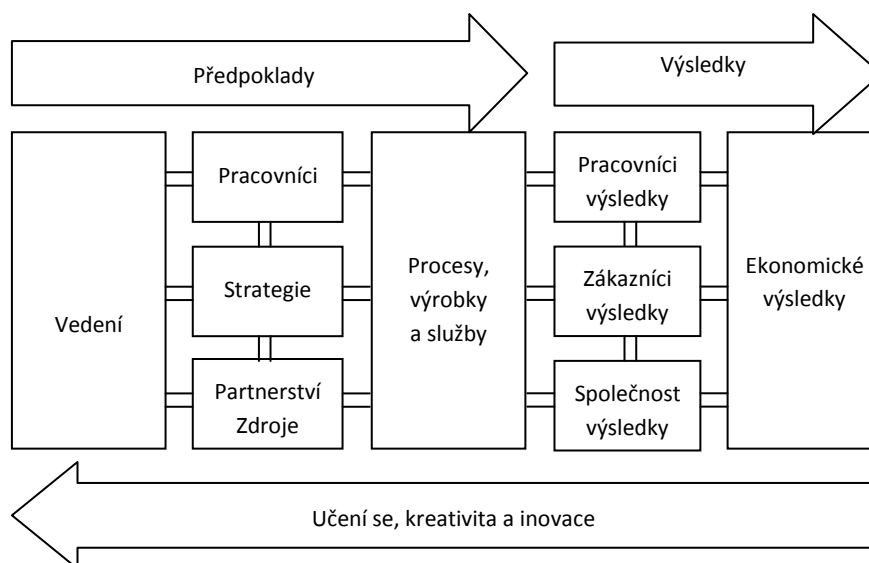 Předpoklady
Výsledky
Vedení
Pracovníci
Strategie
Partnerství
Zdroje
Procesy,
výrobky
a služby
Pracovníci
výsledky
Zákazníci
výsledky
Společnost
výsledky
Ekonomické
výsledky
Učení se, kreativita a inovace